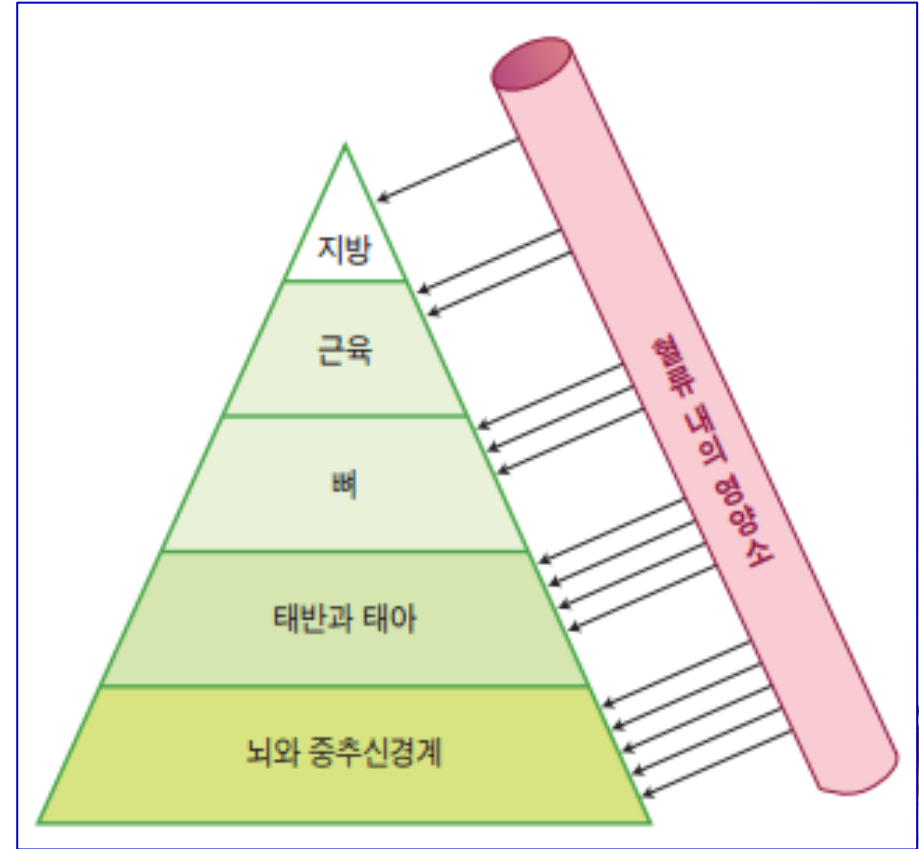 지방
근육
뼈
태반과 태아
뇌와 중추신경계
혈류 내의 영양소